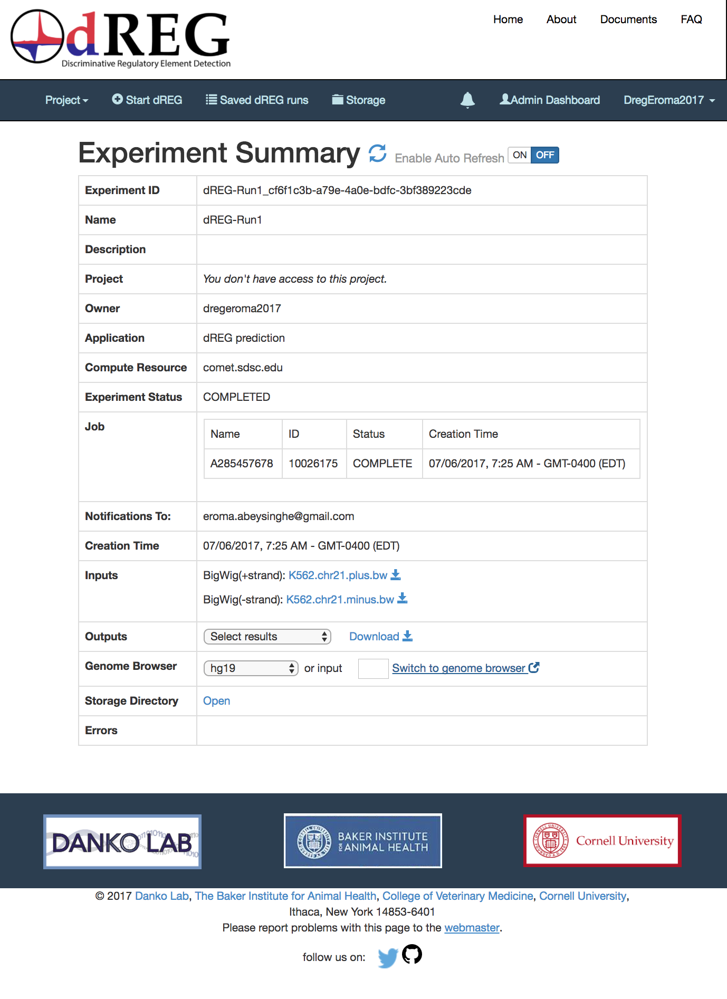 dREG
Discriminative Regulatory Element Detection
Home About Documents FAQ
Project Start dREG Saved dREG runs Storage Admin Dashboard DregEroma2017
Experiment Summary Enable Auto Refresh ON OFF
Experiment ID dREG-Run1_cf6f1c3b-a79e-4a0e-bdfc-3bf389223cde
Name dREG-Run1
Description
Project You don't have access to this project.
Owner dregeroma2017
Application dREG prediction
Compute Resource comet.sdsc.edu
Experiment Status COMPLETED
Job
Name ID Status Creation Time
A285457678 10026175 COMPLETE 07/06/2017, 7:25 AM - GMT-0400 (EDT)
Notifications To: eroma.abeysinghe@gmail.com
Creation Time 07/06/2017, 7:25 AM - GMT-0400 (EDT)
Inputs BigWig(+strand): K562.chr21.plus.bw
BigWig(-strand): K562.chr21.minus.bw
Outputs Select results Download
Genome Browser hg19 or input Switch to genome browser
Storage Directory Open
Errors
DANKO LAB
BAKER INSTITUTE
FOR ANIMAL HEALTH
Cornell University
© 2017 Danko Lab, The Baker Institute for Animal Health, College of Veterinary Medicine, Cornell University,
Ithaca, New York 14853-6401
Please report problems with this page to the webmaster.
follow us on: